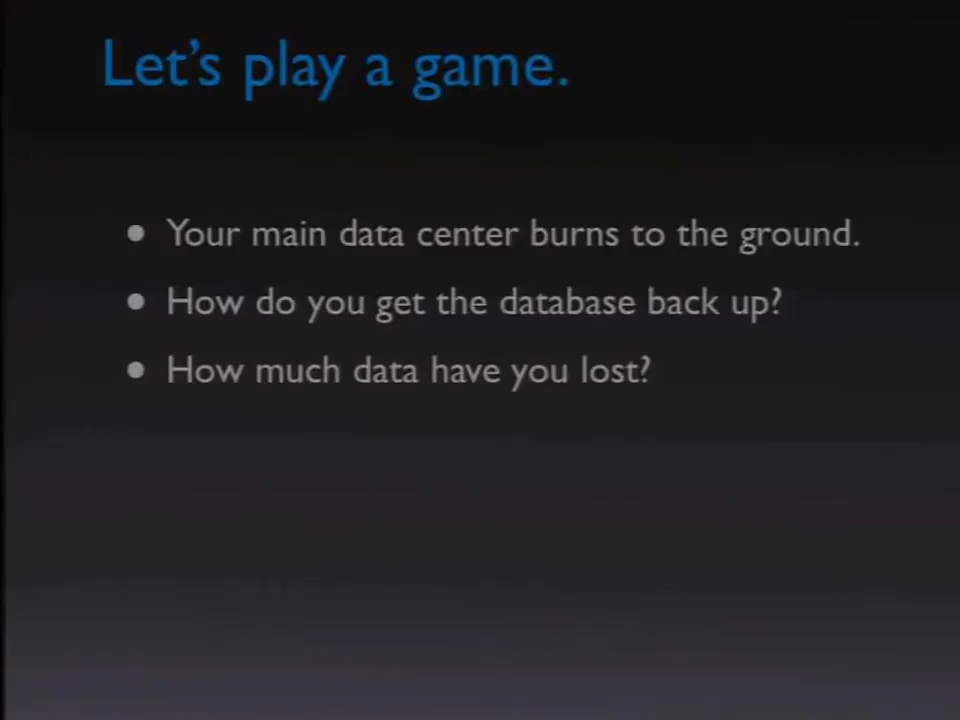 Let's play a game.
• Your main data center burns to the ground.
• How do you get the database back up?
• How much data have you lost?